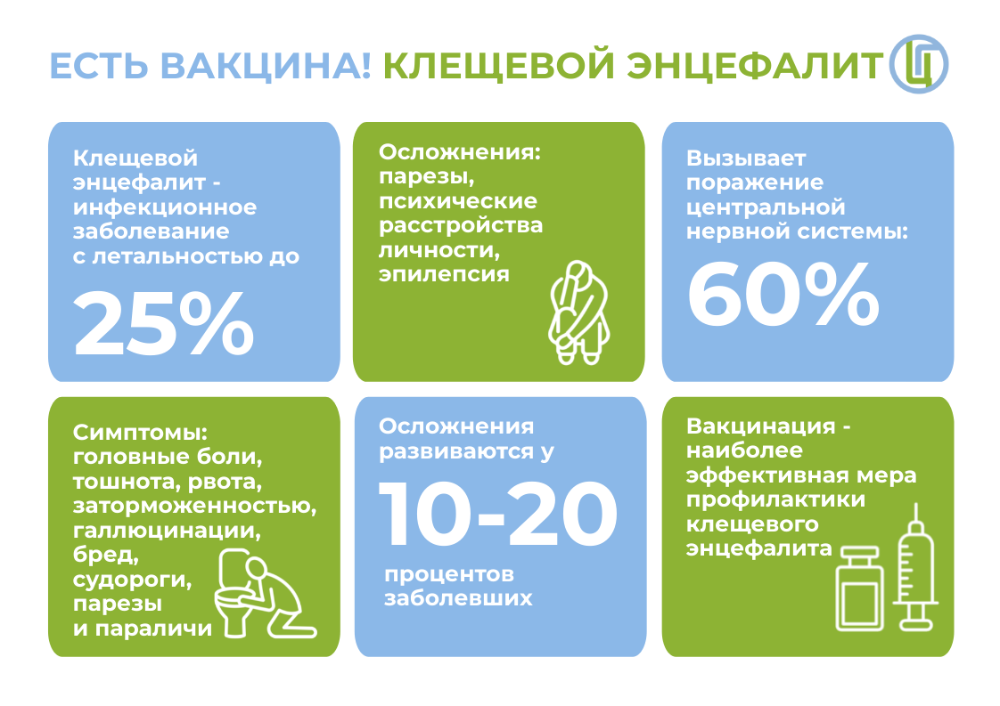 ЕСТЬ ВАКЦИНА! КЛЕЩЕВОЙ ЭНЦЕФАЛИТ
Клещевой
энцефалит -
инфекционное
заболевание
с летальностью до
25%
Осложнения:
парезы,
психические
расстройства
личности,
эпилепсия
Вызывает
поражение
центральной
нервной системы:
60%
Симптомы:
головные боли,
тошнота, рвота,
заторможенностью,
галлюцинации,
бред,
судороги,
парезы
и параличи
Осложнения
развиваются у
10-20
процентов
заболевших
Вакцинация -
наиболее
эффективная мера
профилактики
клещевого
энцефалита